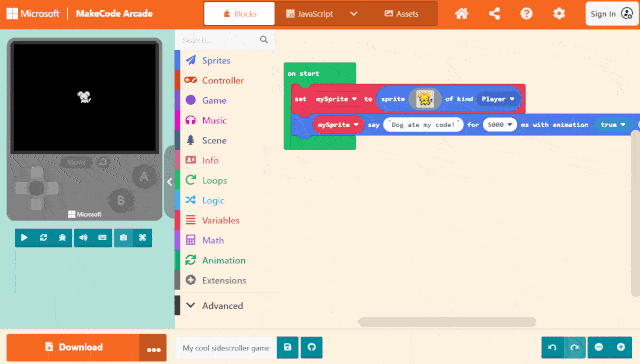 Microsoft MakeCode Arcade Blocks JavaScript Assets Sign In
Search...
Sprites
Controller
Game
Music
Scene
Info
Loops
Logic
Variables
Math
Animation
Extensions
Advanced
on start
set mySprite to sprite of kind Player
mySprite say "Dog ate my code!" for 5000 ms with animation true
MENU
A
B
Microsoft
Download
My cool sidescroller game